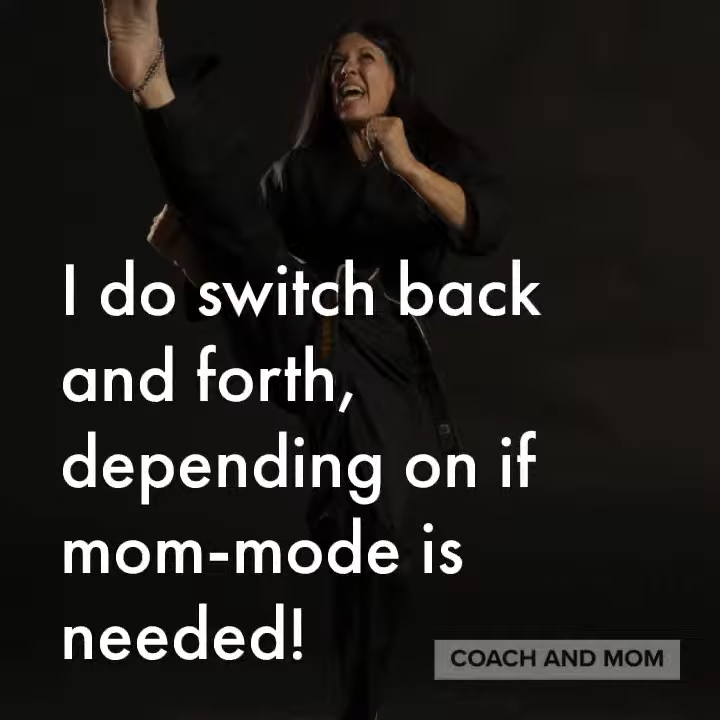 I do switch back
and forth,
depending on if
mom-mode is
needed!
COACH AND MOM